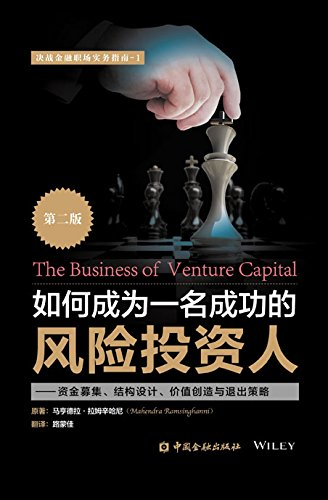 决战金融职场实务指南-1
第二版
The Business of Venture Capital
如何成为一名成功的
风险投资人
——资金募集、结构设计、价值创造与退出策略
原著：马亨德拉·拉姆辛哈尼（Mahendra Ramsinghanni）
翻译：路蒙佳
中国金融出版社
WILEY